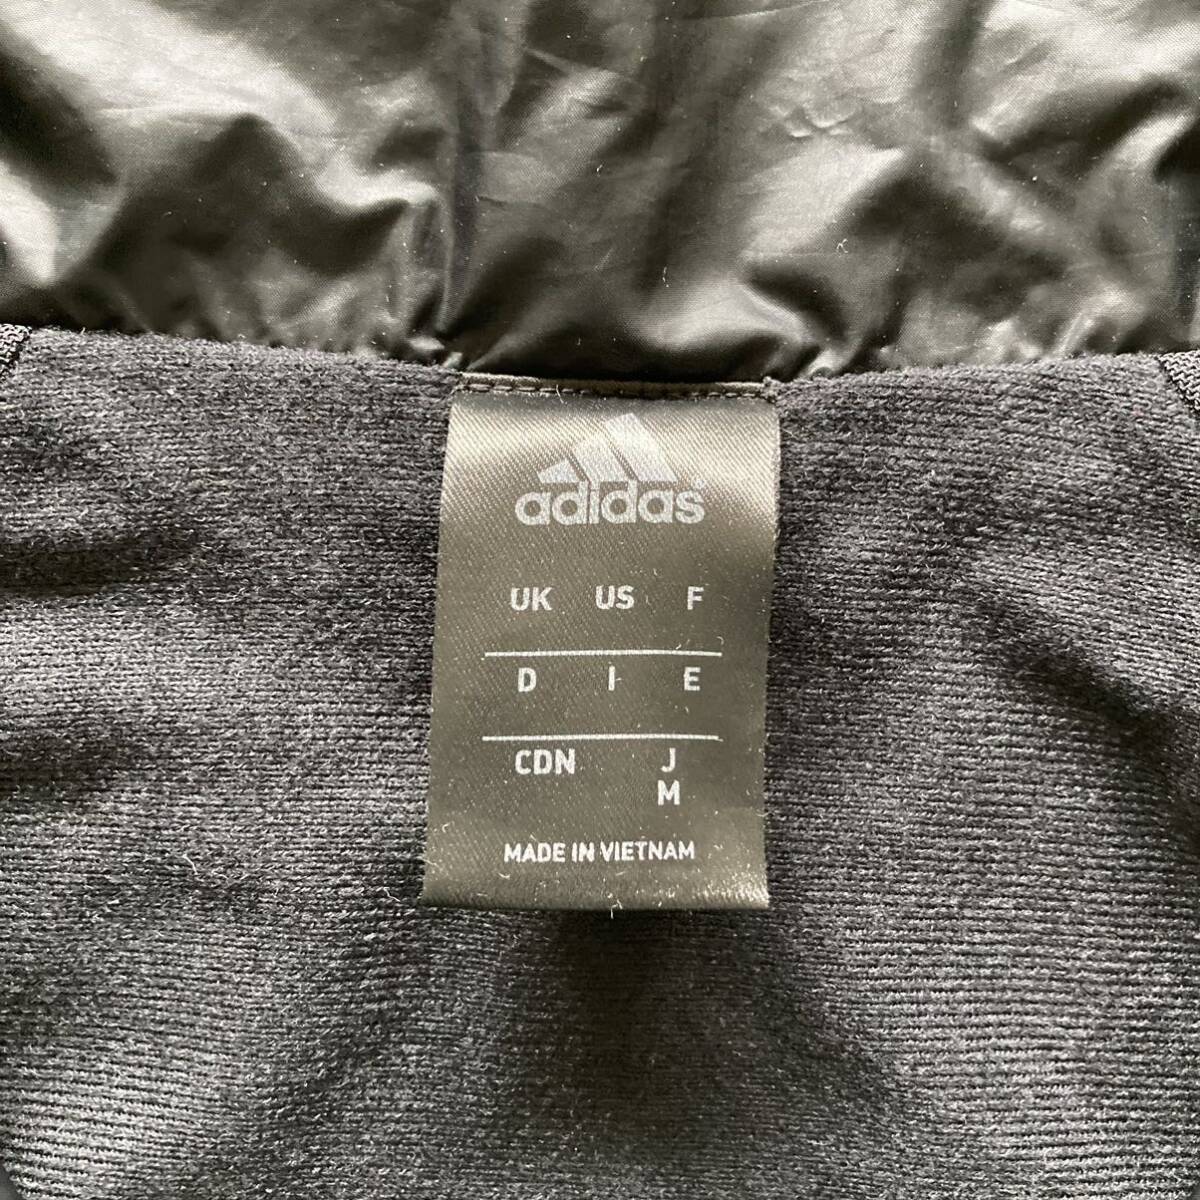 adidas
UK US F
D I E
CDN J
M
MADE IN VIETNAM